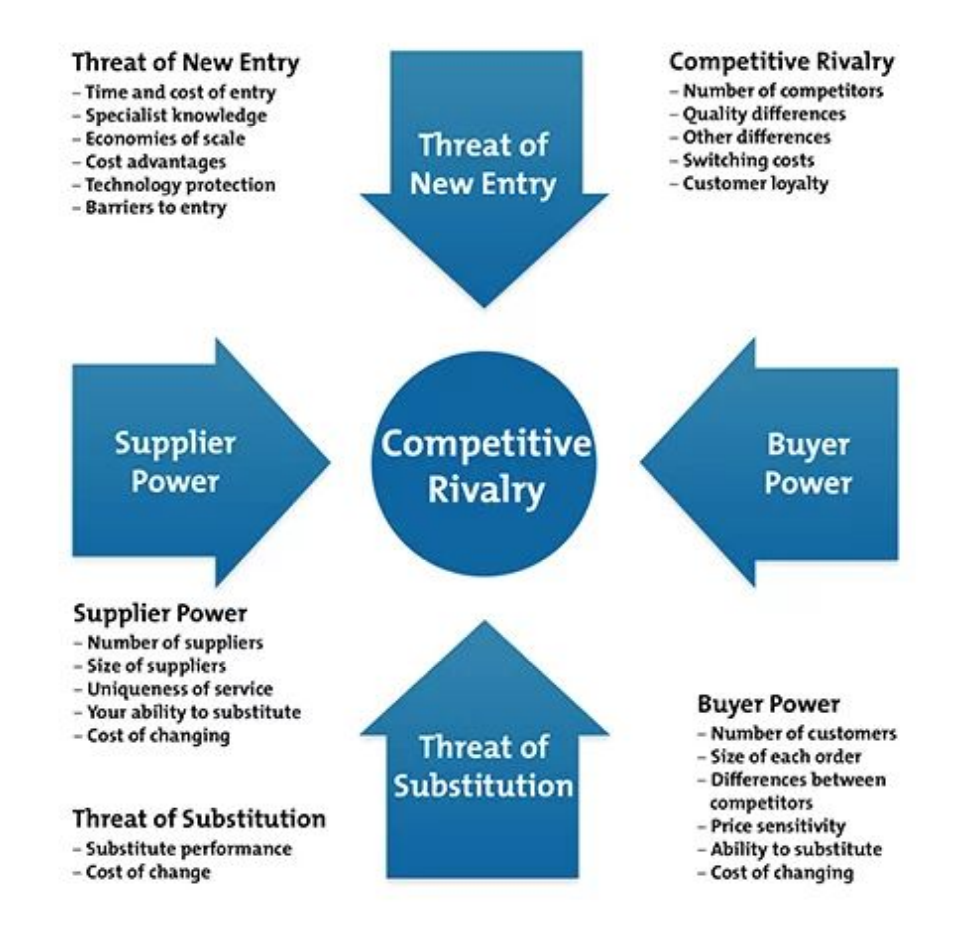 Threat of New Entry
– Time and cost of entry
– Specialist knowledge
– Economies of scale
– Cost advantages
– Technology protection
– Barriers to entry
Threat of
New Entry
Competitive Rivalry
– Number of competitors
– Quality differences
– Other differences
– Switching costs
– Customer loyalty
Supplier
Power
Competitive
Rivalry
Buyer
Power
Supplier Power
– Number of suppliers
– Size of suppliers
– Uniqueness of service
– Your ability to substitute
– Cost of changing
Threat of Substitution
– Substitute performance
– Cost of change
Threat of
Substitution
Buyer Power
– Number of customers
– Size of each order
– Differences between
competitors
– Price sensitivity
– Ability to substitute
– Cost of changing